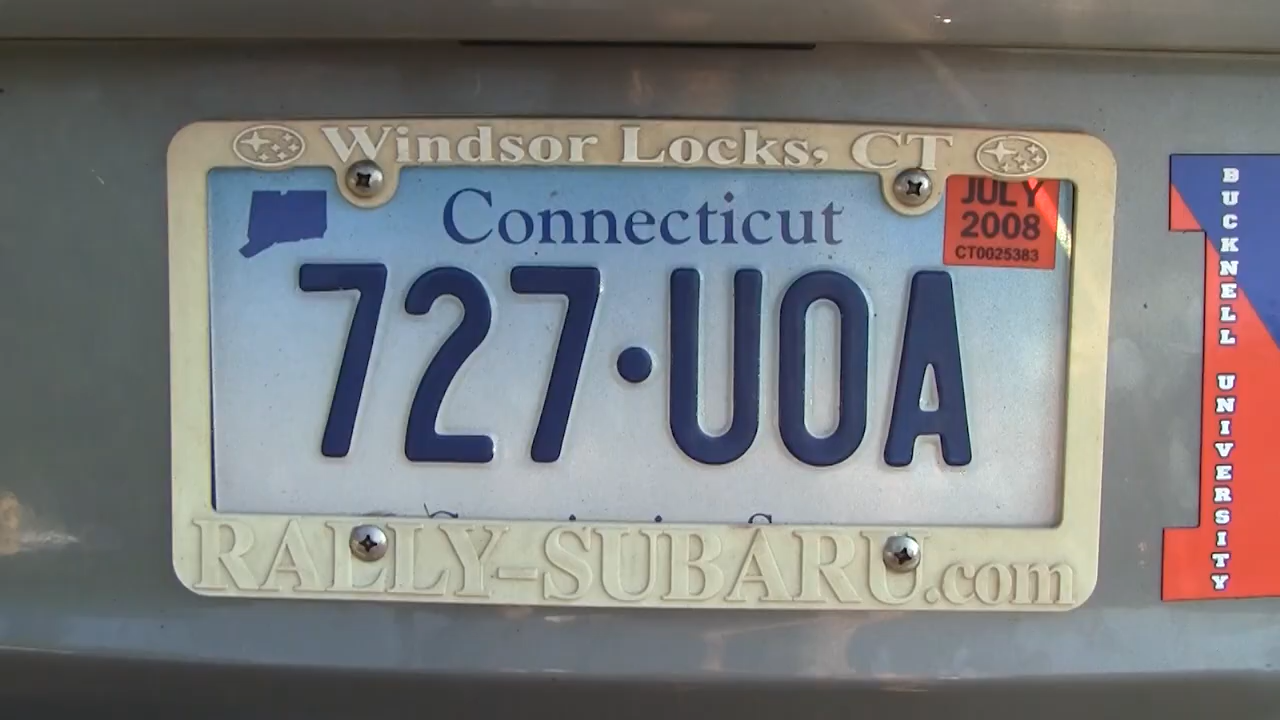 Windsor Locks, CT
Connecticut
JULY
2008
CT0025383
727·UOA
RALLY-SUBARU.com
BUCKNELL UNIVERSITY